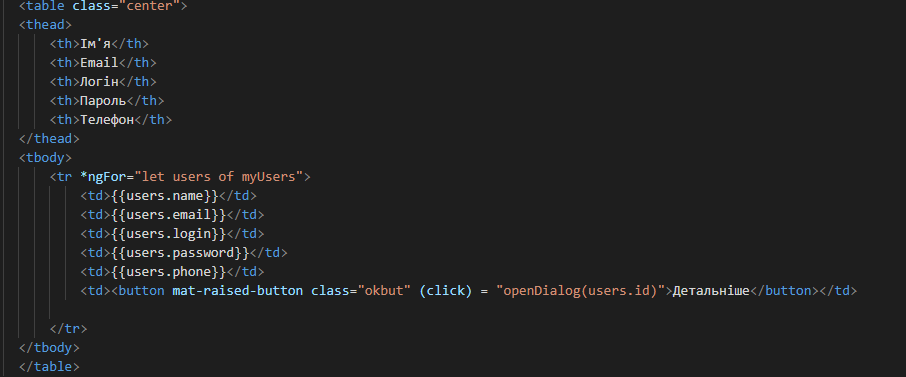 <table class="center">
<thead>
<th>Ім'я</th>
<th>Email</th>
<th>Логін</th>
<th>Пароль</th>
<th>Телефон</th>
</thead>
<tbody>
<tr *ngFor="let users of myUsers">
<td>{{users.name}}</td>
<td>{{users.email}}</td>
<td>{{users.login}}</td>
<td>{{users.password}}</td>
<td>{{users.phone}}</td>
<td><button mat-raised-button class="okbut" (click) = "openDialog(users.id)">Детальніше</button></td>
</tr>
</tbody>
</table>